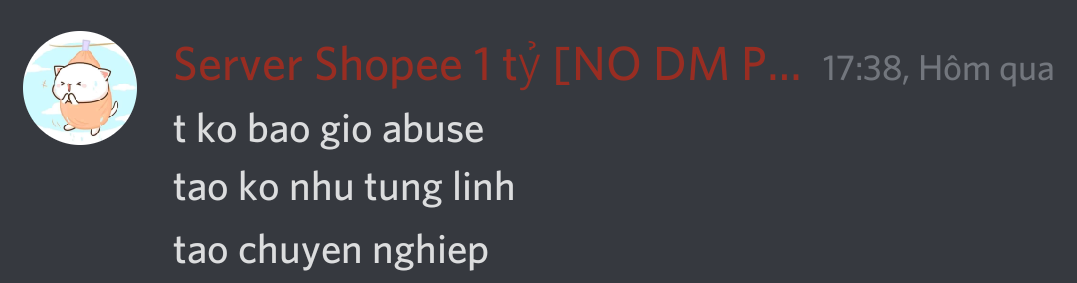 Server Shopee 1 tỷ [NO DM P... 17:38, Hôm qua
t ko bao gio abuse
tao ko nhu tung linh
tao chuyen nghiep